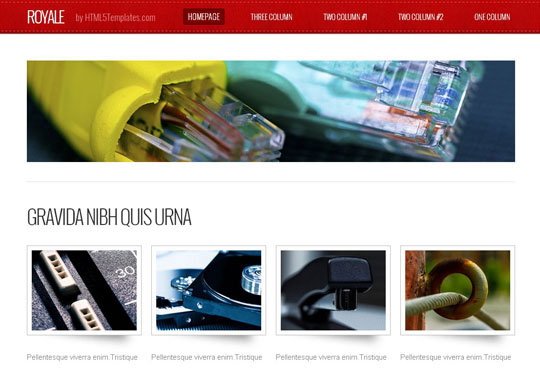 ROYALE by HTML5Templates.com HOMEPAGE THREE COLUMN TWO COLUMN #1 TWO COLUMN #2 ONE COLUMN
GRAVIDA NIBH QUIS URNA
30
Pellentesque viverra enim.Tristique Pellentesque viverra enim.Tristique Pellentesque viverra enim.Tristique Pellentesque viverra enim.Tristique